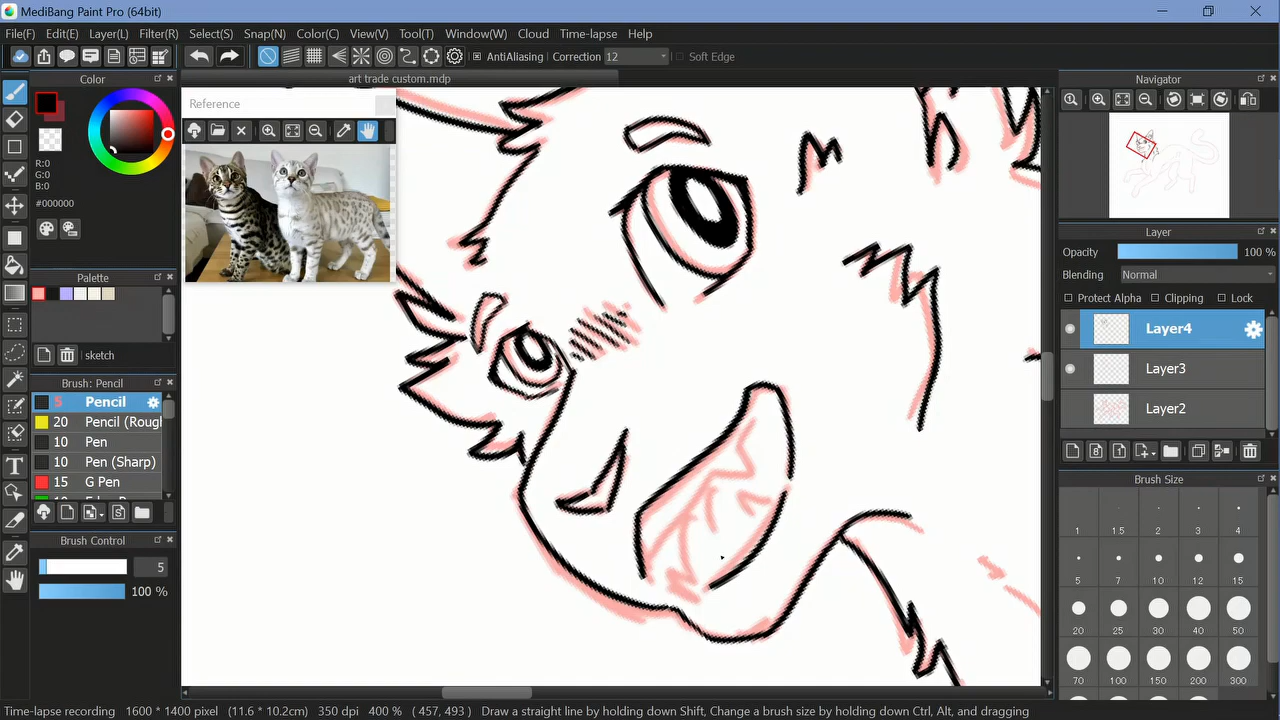 MediBang Paint Pro (64bit)
File(F) Edit(E) Layer(L) Filter(R) Select(S) Snap(N) Color(C) View(V) Tool(T) Window(W) Cloud Time-lapse Help
AntiAliasing Correction 12 Soft Edge
Color
art trade custom.mdp
Navigator
Reference
R:0
G:0
B:0
#000000
Palette
sketch
Brush: Pencil
5 Pencil
20 Pencil (Roug
10 Pen
10 Pen (Sharp)
15 G Pen
Brush Control
5
100 %
Layer
Opacity 100 %
Blending Normal
Protect Alpha Clipping Lock
Layer4
Layer3
Layer2
Brush Size
1 1.5 2 3 4
5 7 10 12 15
20 25 30 40 50
70 100 150 200 300
Time-lapse recording 1600 * 1400 pixel (11.6 * 10.2cm) 350 dpi 400 % ( 457, 493 ) Draw a straight line by holding down Shift, Change a brush size by holding down Ctrl, Alt, and dragging